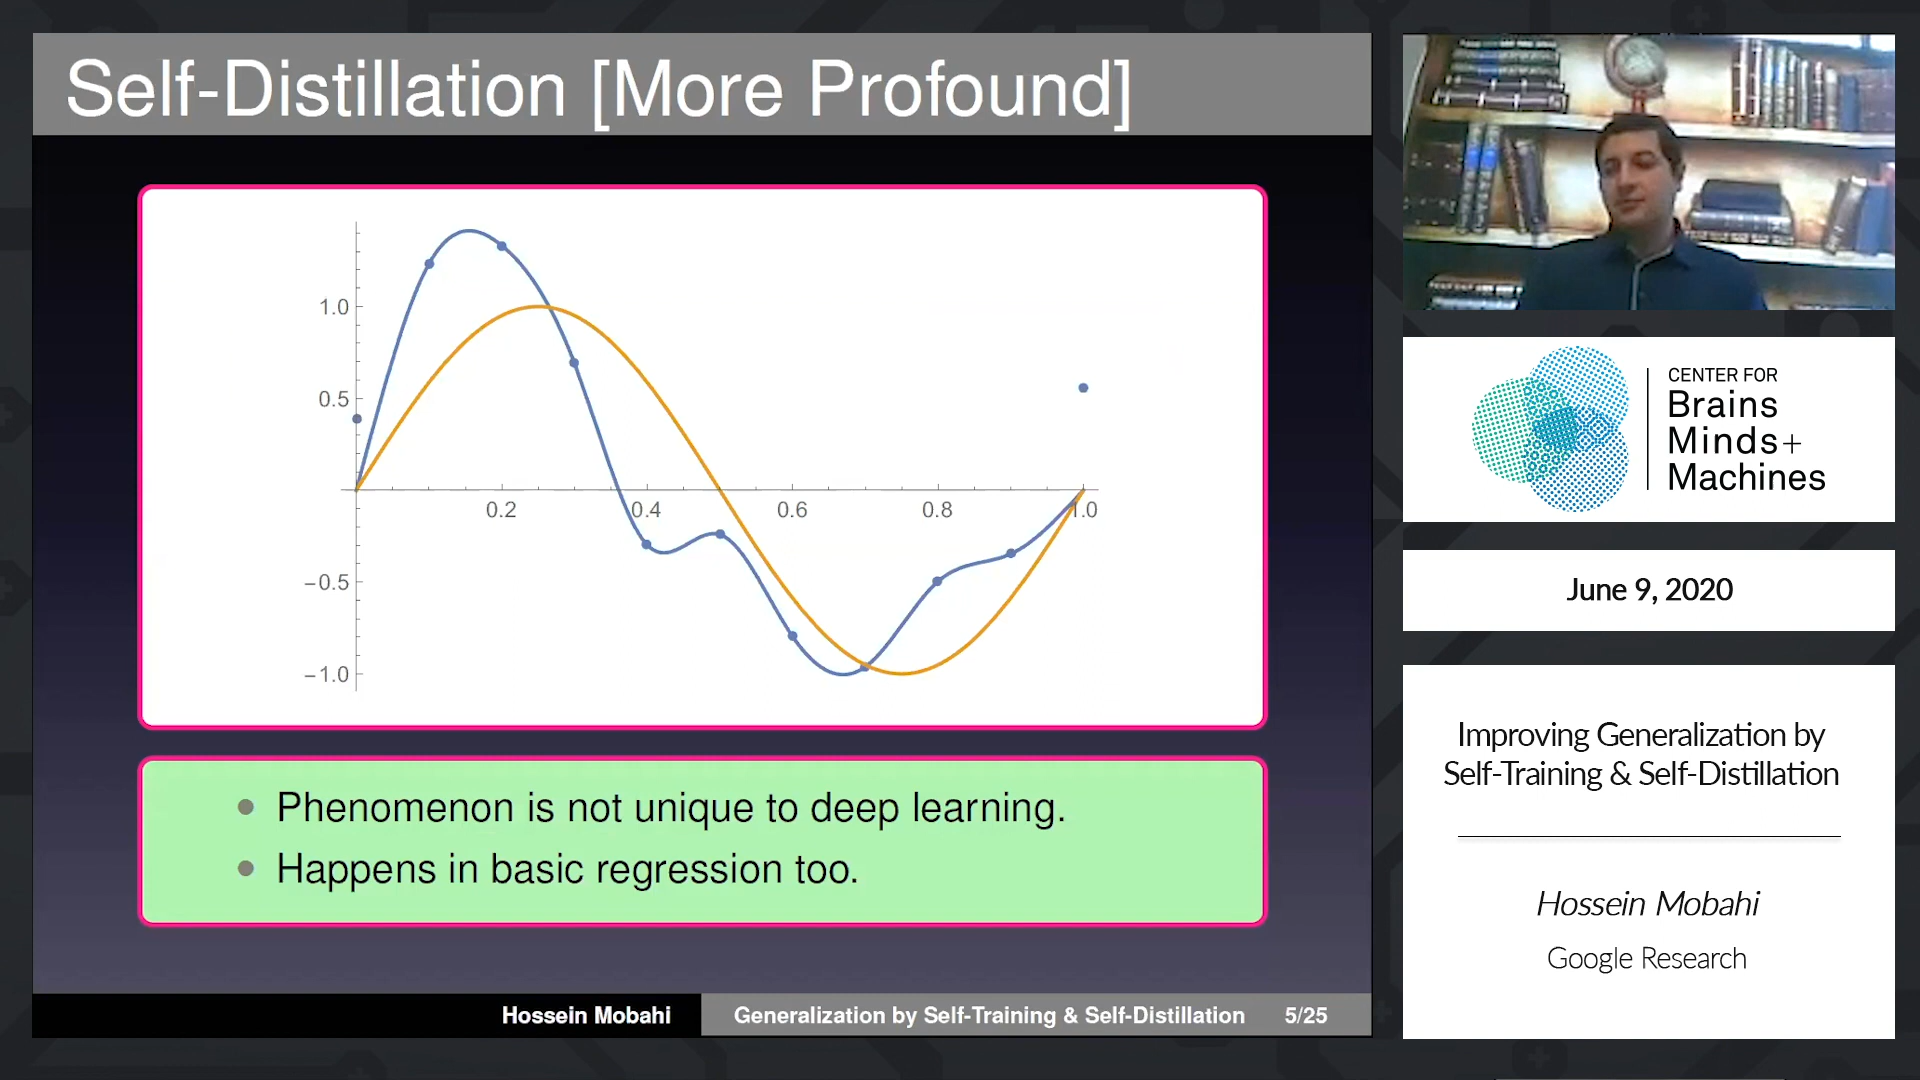 Self-Distillation [More Profound]
1.0
0.5
−0.5
−1.0
0.2
0.4
0.6
0.8
1.0
Phenomenon is not unique to deep learning.
Happens in basic regression too.
Hossein Mobahi
Generalization by Self-Training & Self-Distillation
5/25
CENTER FOR
Brains
Minds+
Machines
June 9, 2020
Improving Generalization by
Self-Training & Self-Distillation
Hossein Mobahi
Google Research